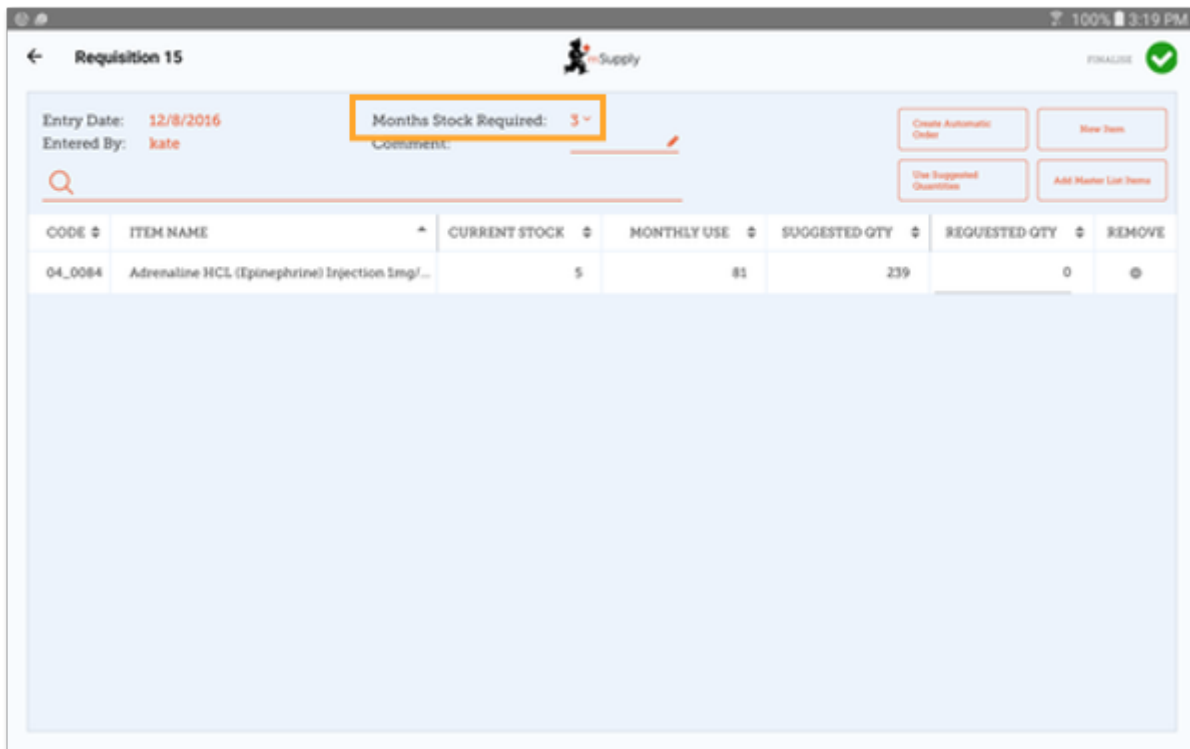 100% 3:19 PM
Requisition 15
mSupply
FINALISE
Entry Date: 12/8/2016
Months Stock Required: 3
Entered By: kate
Comment:
Create Automatic
Order
New Item
Use Suggested
Quantities
Add Master List Items
CODE ITEM NAME CURRENT STOCK MONTHLY USE SUGGESTED QTY REQUESTED QTY REMOVE
04_0084 Adrenaline HCL (Epinephrine) Injection 1mg/... 5 81 239 0